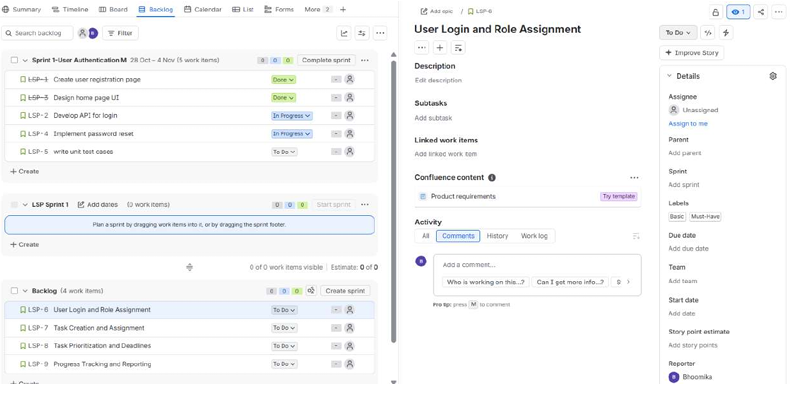 Summary Timeline Board Backlog Calendar List Forms More 2
Search backlog B Filter
Sprint 1-User Authentication M 28 Oct – 4 Nov (5 work items) 0 0 0 Complete sprint
LSP-1 Create user registration page Done
LSP-3 Design home page UI Done
LSP-2 Develop API for login In Progress
LSP-4 Implement password reset In Progress
LSP-5 write unit test cases To Do
+ Create
LSP Sprint 1 Add dates (0 work items) 0 0 0 Start sprint
Plan a sprint by dragging work items into it, or by dragging the sprint footer.
+ Create
0 of 0 work items visible | Estimate: 0 of 0
Backlog (4 work items) 0 0 0 Create sprint
LSP-6 User Login and Role Assignment To Do
LSP-7 Task Creation and Assignment To Do
LSP-8 Task Prioritization and Deadlines To Do
LSP-9 Progress Tracking and Reporting To Do
+ Create
Add epic / LSP-6
User Login and Role Assignment
Description
Edit description
Subtasks
Add subtask
Linked work items
Add linked work item
Confluence content
Product requirements Try template
Activity
All Comments History Work log
B
Add a comment...
Who is working on this...? Can I get more info...?
Pro tip: press M to comment
1
To Do
Improve Story
Details
Assignee
Unassigned
Assign to me
Parent
Add parent
Sprint
Add sprint
Labels
Basic Must-Have
Due date
Add due date
Team
Add team
Start date
Add date
Story point estimate
Add story points
Reporter
B Bhoomika